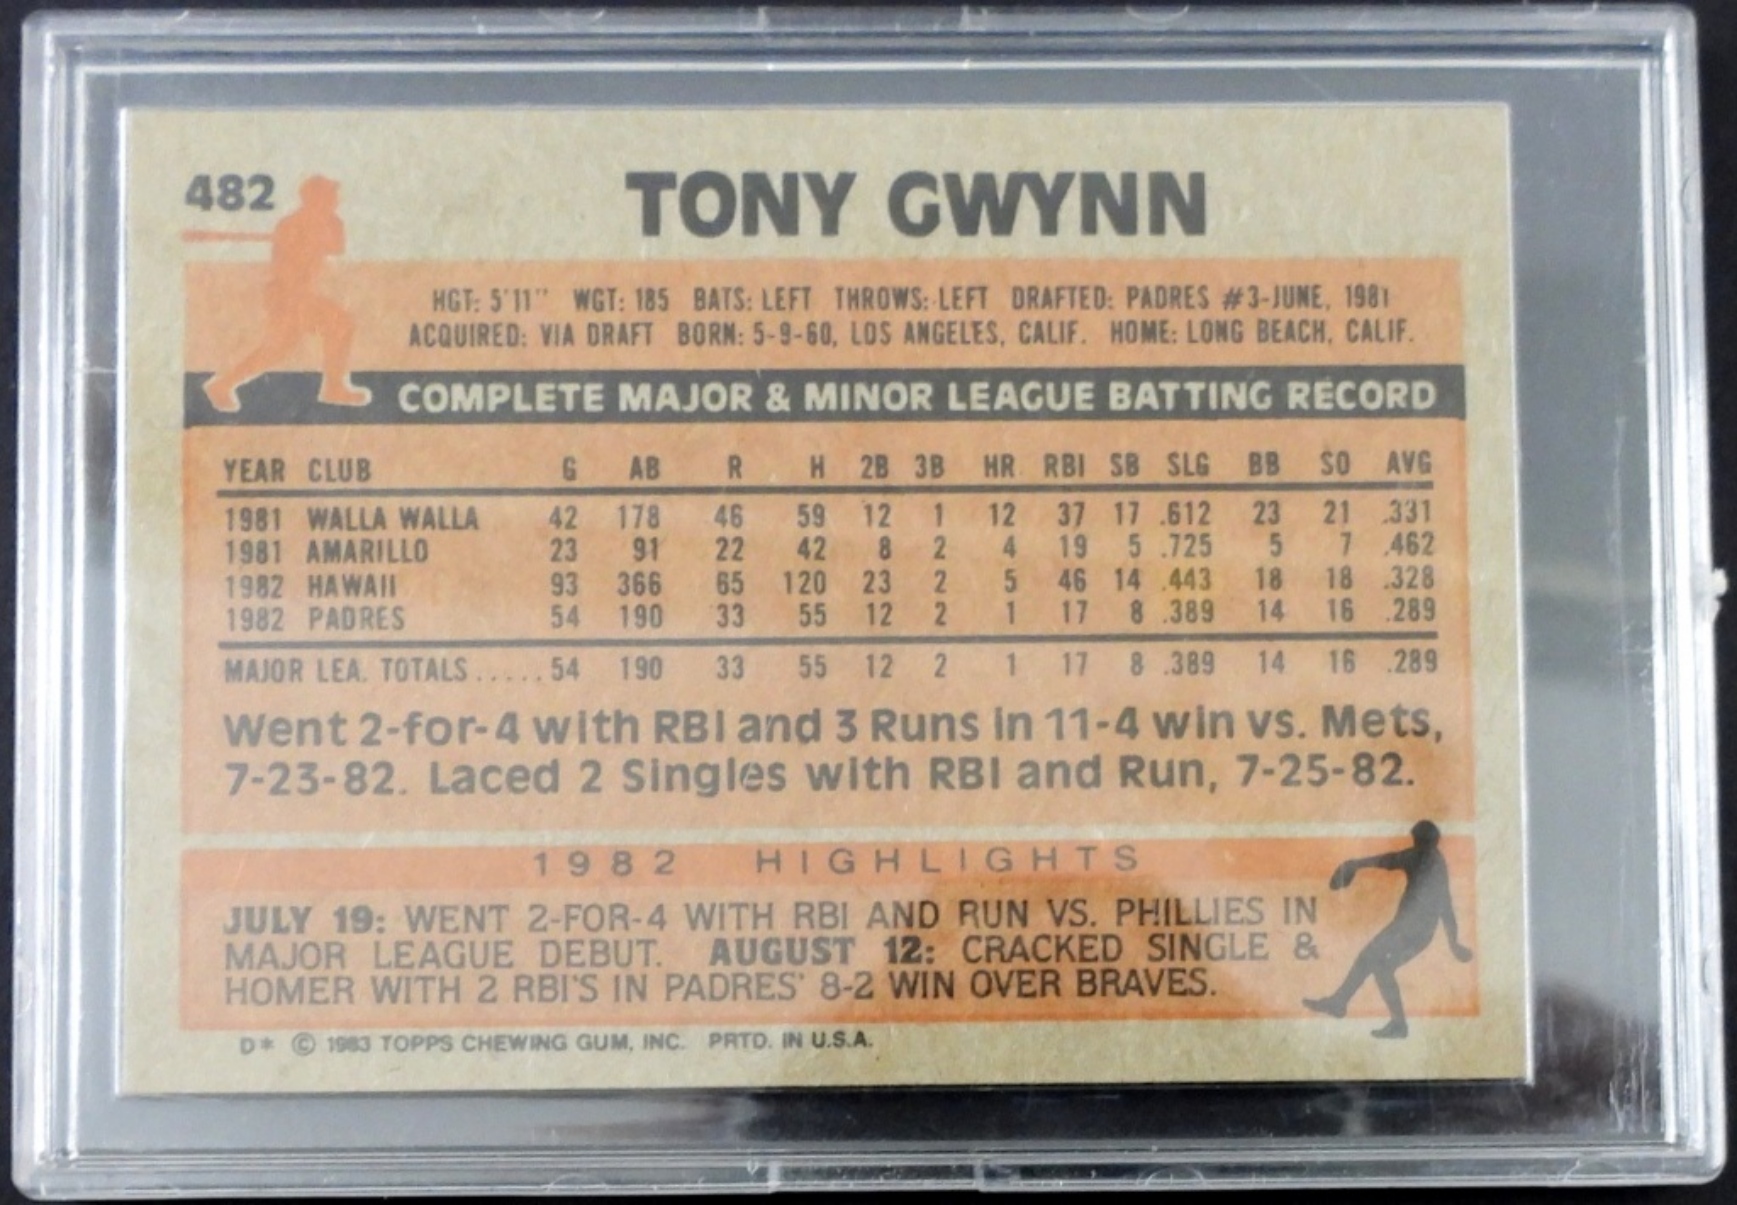 482
TONY GWYNN
HGT: 5'11" WGT: 185 BATS: LEFT THROWS: LEFT DRAFTED: PADRES #3-JUNE, 1981
ACQUIRED: VIA DRAFT BORN: 5-9-60, LOS ANGELES, CALIF. HOME: LONG BEACH, CALIF.
COMPLETE MAJOR & MINOR LEAGUE BATTING RECORD
YEAR CLUB G AB R H 2B 3B HR RBI SB SLG BB SO AVG
1981 WALLA WALLA 42 178 46 59 12 1 12 37 17 .612 23 21 .331
1981 AMARILLO 23 91 22 42 8 2 4 19 5 .725 5 7 .462
1982 HAWAII 93 366 65 120 23 2 5 46 14 .443 18 18 .328
1982 PADRES 54 190 33 55 12 2 1 17 8 .389 14 16 .289
MAJOR LEA. TOTALS ..... 54 190 33 55 12 2 1 17 8 .389 14 16 .289
Went 2-for-4 with RBI and 3 Runs in 11-4 win vs. Mets,
7-23-82. Laced 2 Singles with RBI and Run, 7-25-82.
1982 HIGHLIGHTS
JULY 19: WENT 2-FOR-4 WITH RBI AND RUN VS. PHILLIES IN
MAJOR LEAGUE DEBUT. AUGUST 12: CRACKED SINGLE &
HOMER WITH 2 RBI'S IN PADRES' 8-2 WIN OVER BRAVES.
D* © 1983 TOPPS CHEWING GUM, INC. PRTD. IN U.S.A.